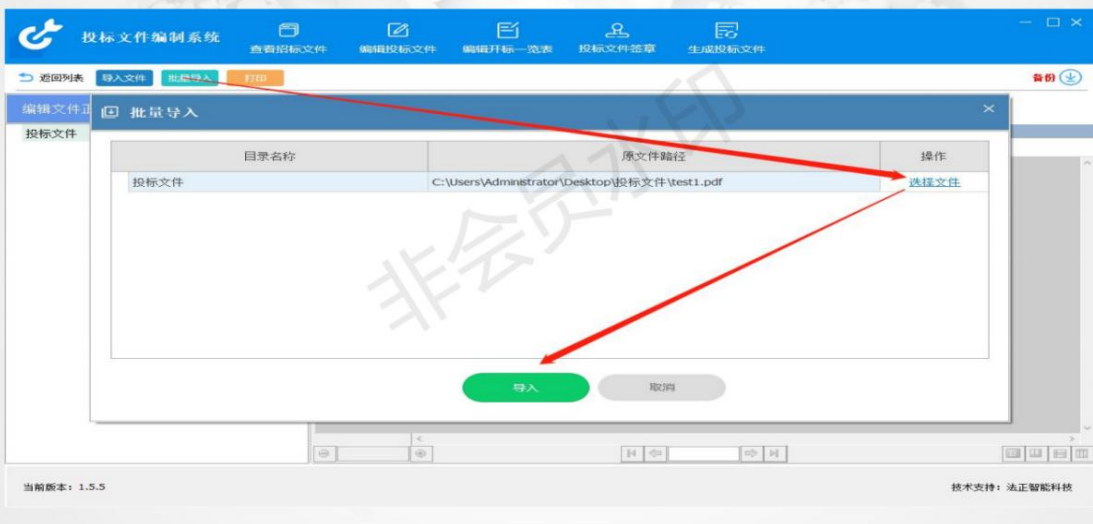 投标文件编制系统
查看招标文件 编辑投标文件 编辑开标一览表 投标文件签章 生成投标文件
返回列表 导入文件 批量导入 打印 备份
编辑文件正
投标文件
批量导入
目录名称 原文件路径 操作
投标文件 C:\Users\Administrator\Desktop\投标文件\test1.pdf 选择文件
导入 取消
当前版本: 1.5.5 技术支持: 法正智能科技
非会员水印